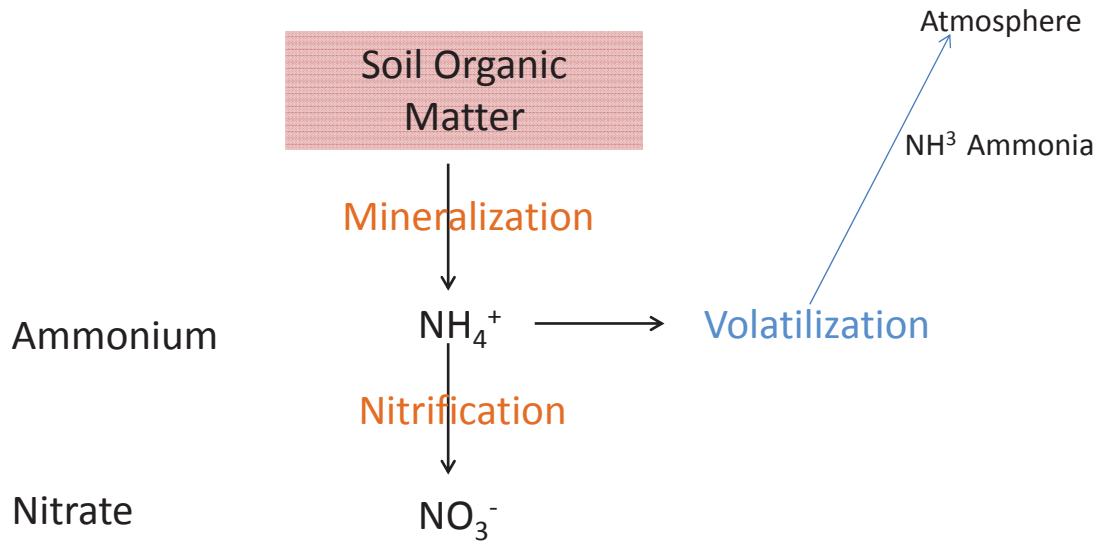 Atmosphere
Soil Organic
Matter
NH³ Ammonia
Mineralization
Ammonium
NH₄⁺
Volatilization
Nitrification
Nitrate
NO₃⁻